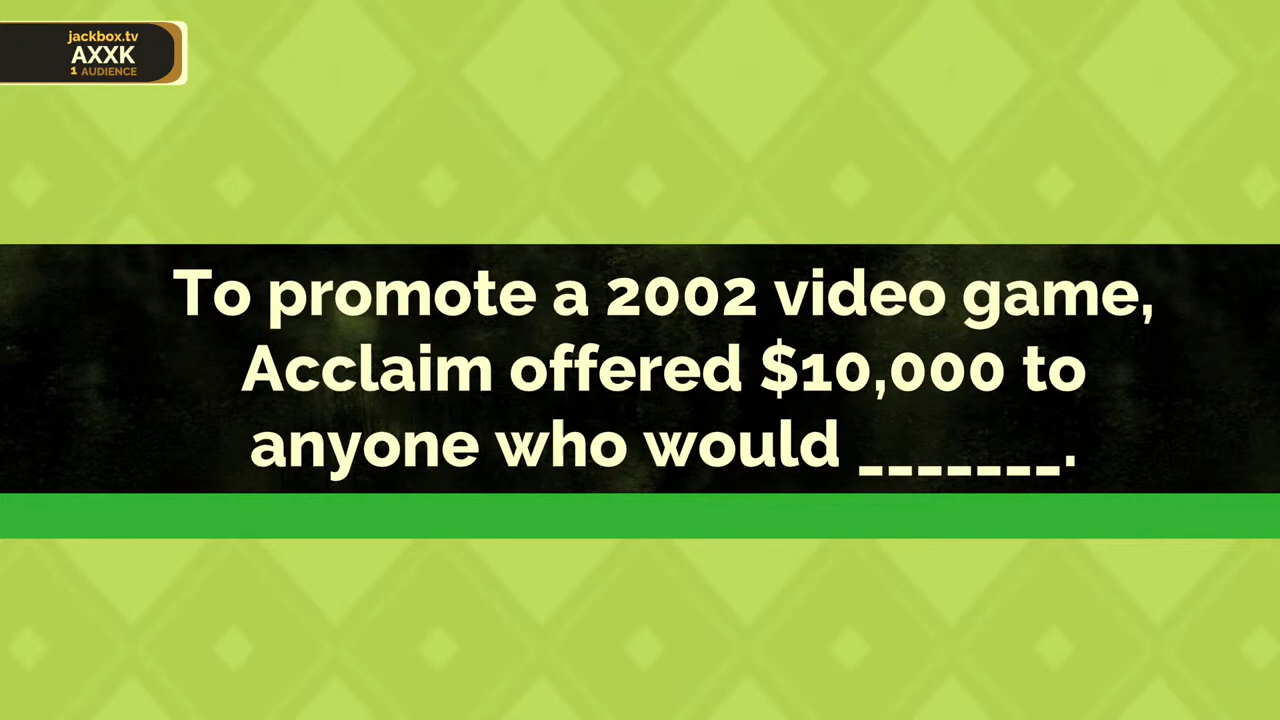 jackbox.tv
AXXK
1 AUDIENCE
To promote a 2002 video game,
Acclaim offered $10,000 to
anyone who would _______.